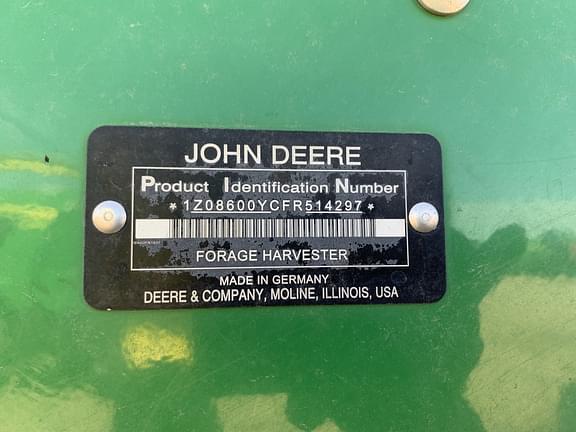 JOHN DEERE
Product Identification Number
*1Z08600YCFR514297*
FORAGE HARVESTER
MADE IN GERMANY
DEERE & COMPANY, MOLINE, ILLINOIS, USA